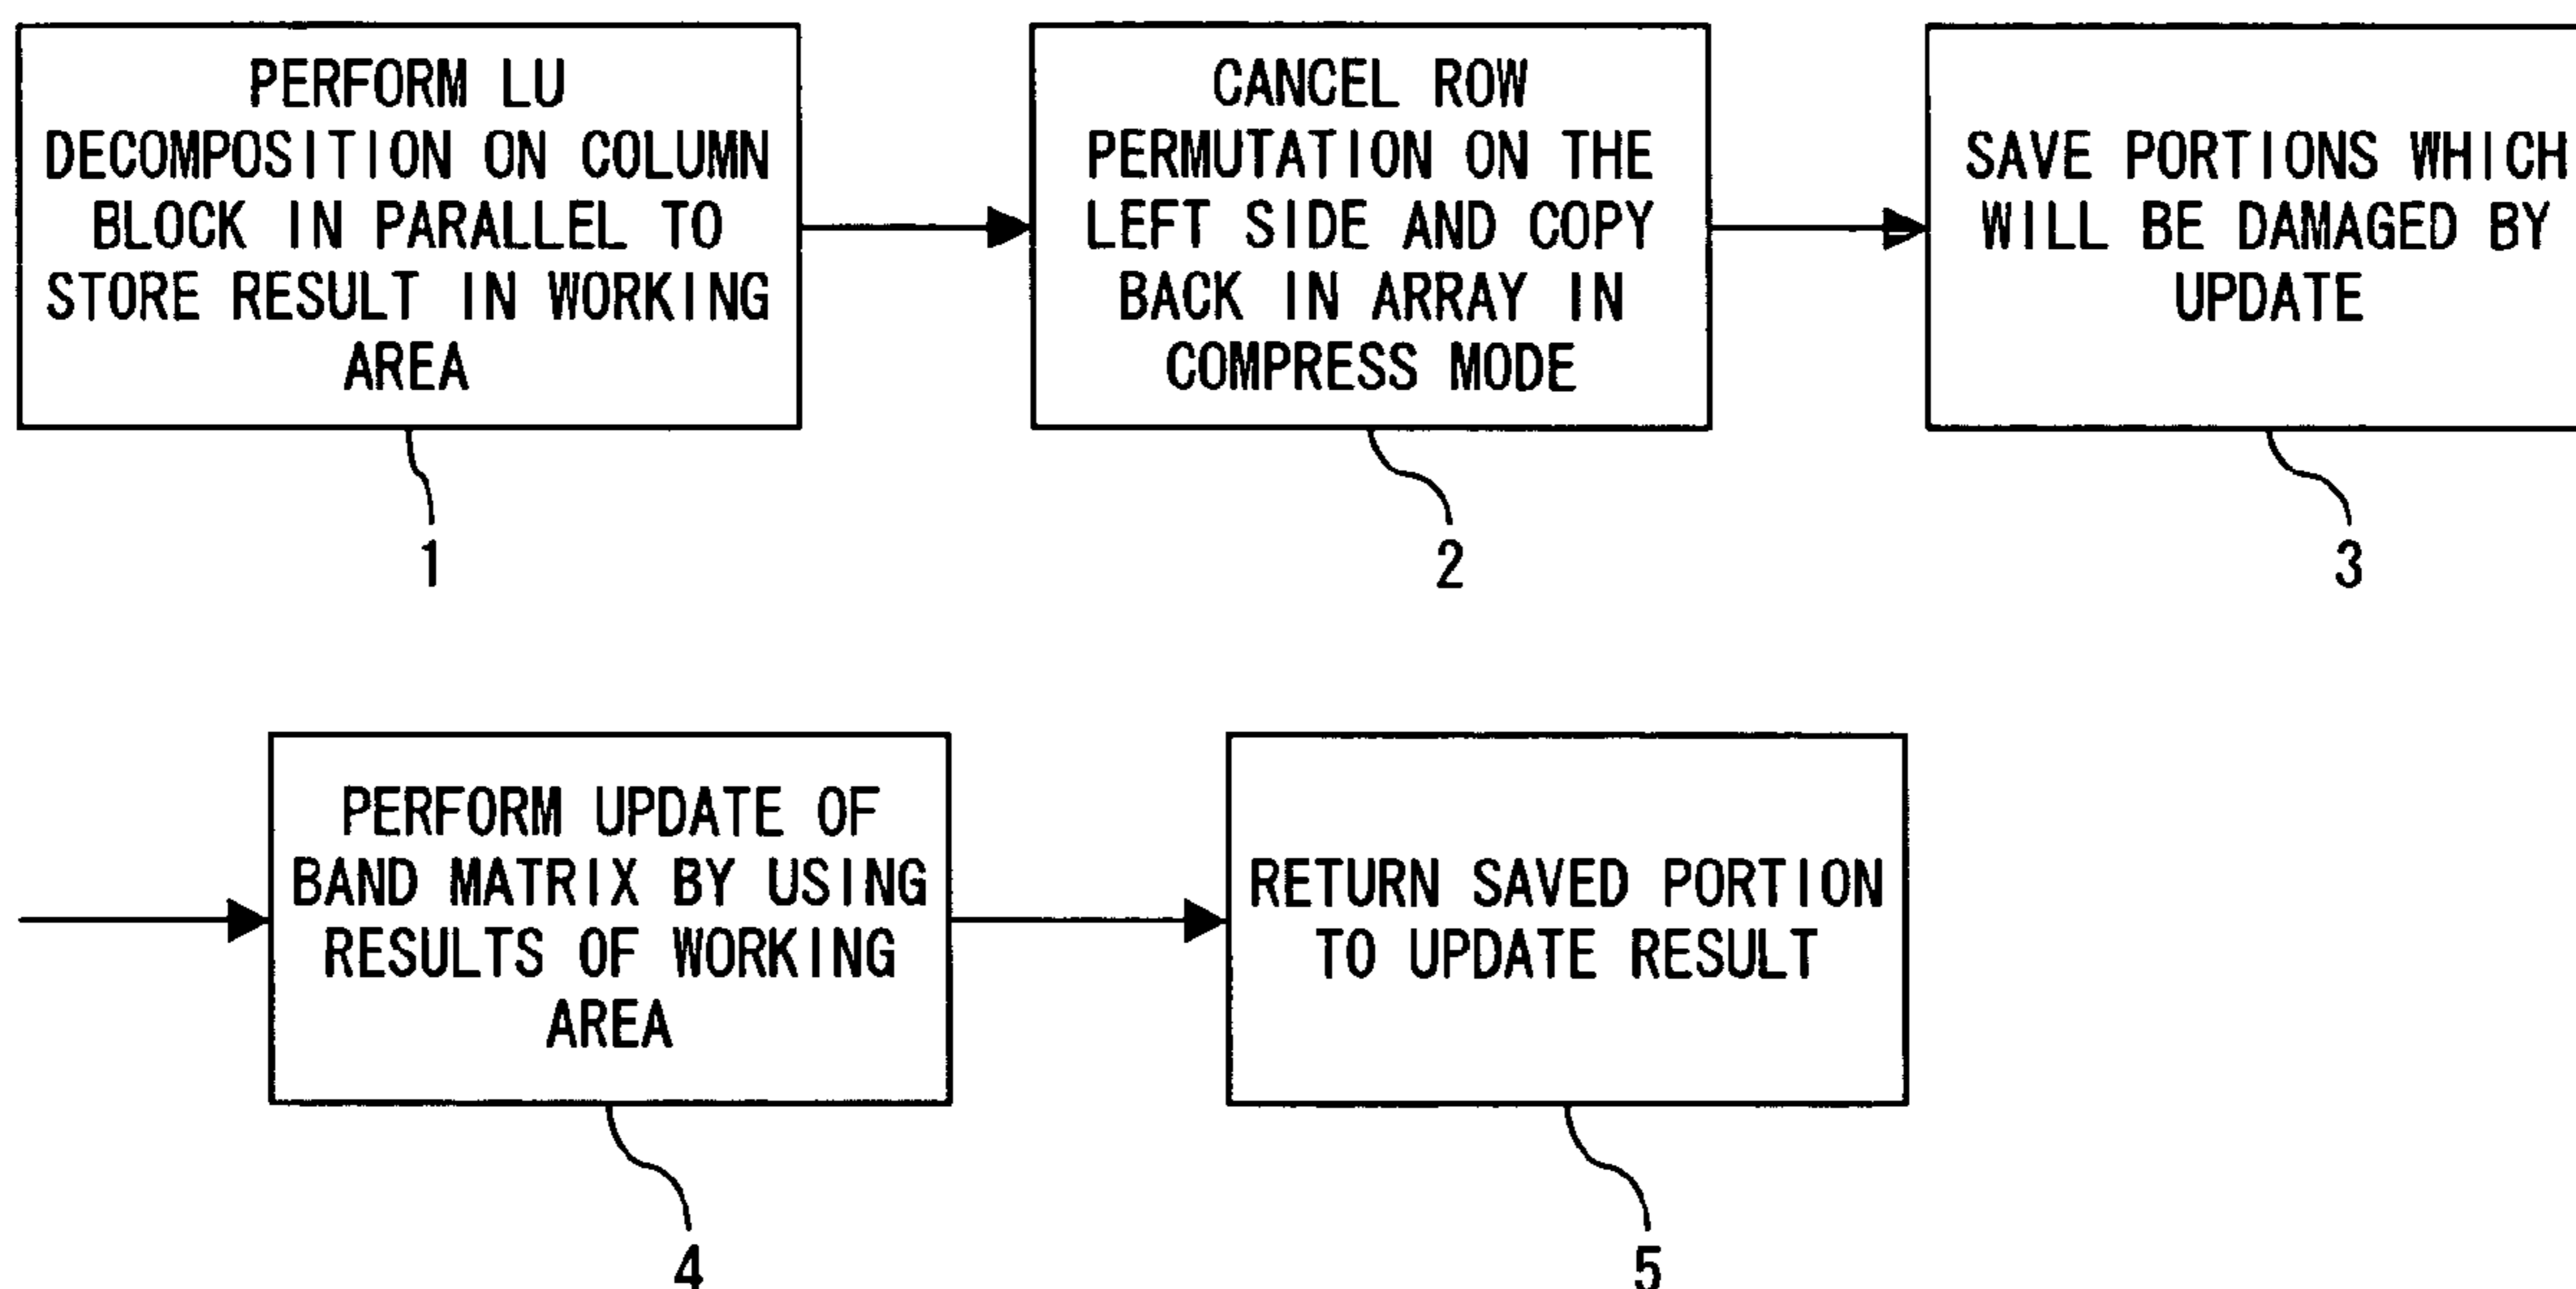 PERFORM LU
DECOMPOSITION ON COLUMN
BLOCK IN PARALLEL TO
STORE RESULT IN WORKING
AREA
1
CANCEL ROW
PERMUTATION ON THE
LEFT SIDE AND COPY
BACK IN ARRAY IN
COMPRESS MODE
2
SAVE PORTIONS WHICH
WILL BE DAMAGED BY
UPDATE
3
PERFORM UPDATE OF
BAND MATRIX BY USING
RESULTS OF WORKING
AREA
4
RETURN SAVED PORTION
TO UPDATE RESULT
5